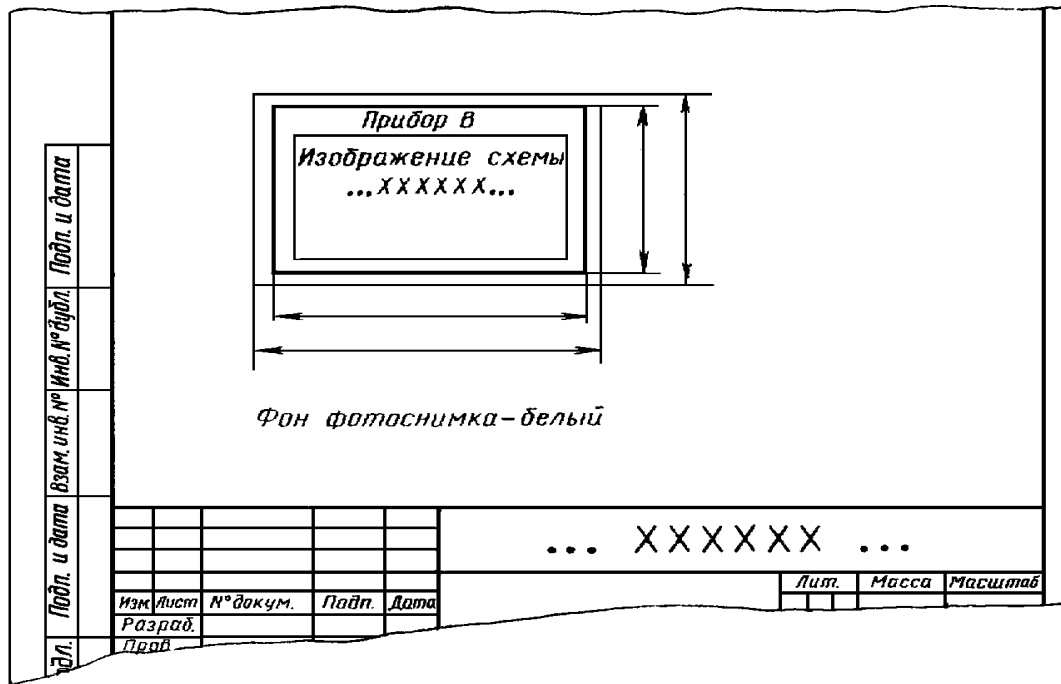 Прибор В
Изображение схемы
...XXXXXX...
Фон фотоснимка-белый
Подп. и дата
Инв. № дубл.
Взам. инв. №
Подп. и дата
... XXXXXX ...
Лит. Масса Масштаб
Изм Лист № докум. Подп. Дата
Разраб.
Пров